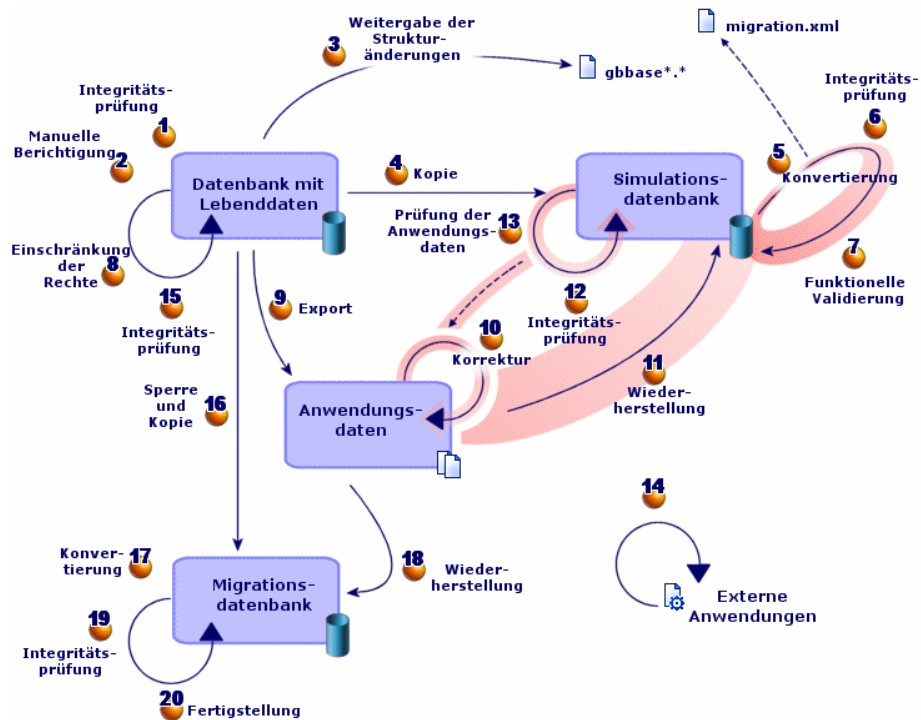 3
Weitergabe der
Struktur-
änderungen
gbbase*.*
migration.xml
Integritäts-
prüfung
1
Manuelle
Berichtigung
2
Datenbank mit
Lebenddaten
4
Kopie
Simulations-
datenbank
5
Konvertierung
Integritäts-
prüfung
6
7
Funktionelle
Validierung
Einschränkung
der
Rechte
8
Prüfung der
Anwendungs-
daten
13
15
Integritäts-
prüfung
9
Export
10
Korrektur
12
Integritäts-
prüfung
11
Wieder-
herstellung
Sperre
und
Kopie
16
Anwendungs-
daten
14
Externe
Anwendungen
Konver-
tierung
17
Migrations-
datenbank
18
Wieder-
herstellung
19
Integritäts-
prüfung
20
Fertigstellung